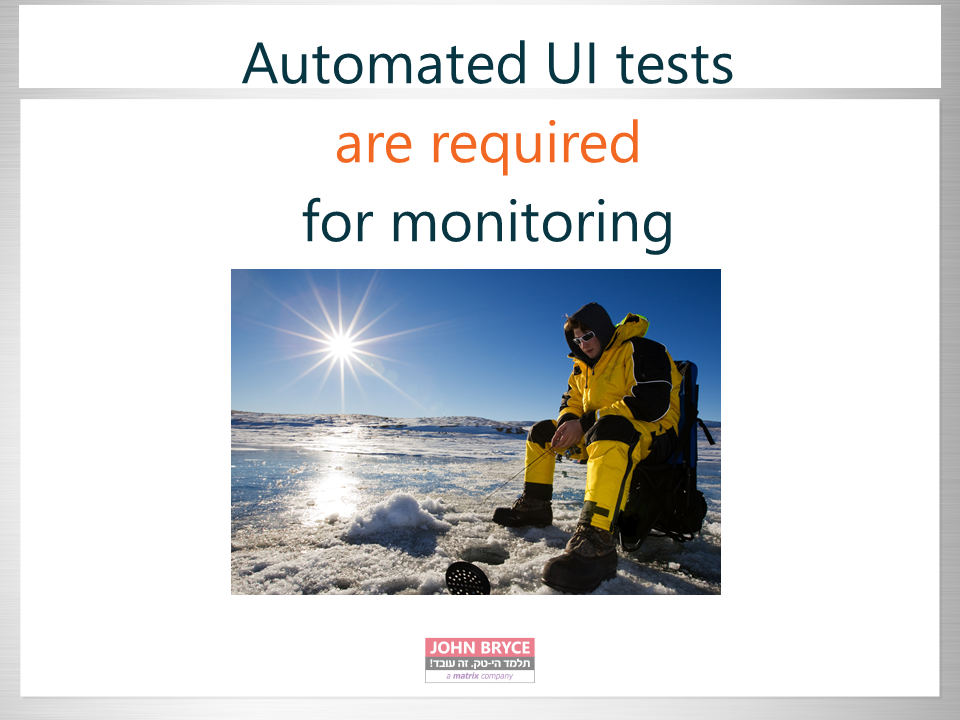 Automated UI tests
are required
for monitoring
JOHN BRYCE
תלמד הי-טק. זה עובד!
a matrix company